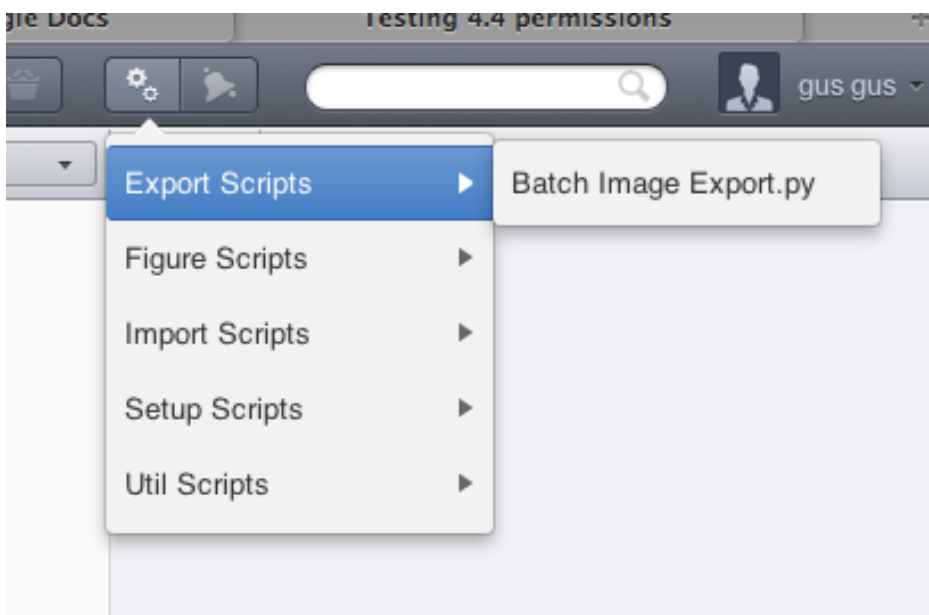 gle Docs
Testing 4.4 permissions
gus gus
Export Scripts
Batch Image Export.py
Figure Scripts
Import Scripts
Setup Scripts
Util Scripts